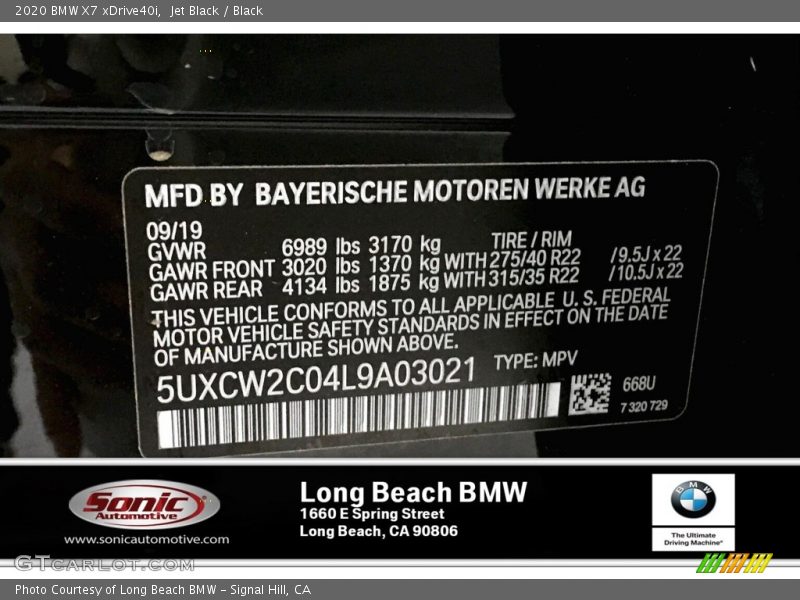 2020 BMW X7 xDrive40i,  Jet Black / Black
MFD BY BAYERISCHE MOTOREN WERKE AG
09/19 TIRE / RIM
GVWR 6989 lbs 3170 kg
GAWR FRONT 3020 lbs 1370 kg WITH 275/40 R22 /9.5J x 22
GAWR REAR 4134 lbs 1875 kg WITH 315/35 R22 /10.5J x 22
THIS VEHICLE CONFORMS TO ALL APPLICABLE U. S. FEDERAL
MOTOR VEHICLE SAFETY STANDARDS IN EFFECT ON THE DATE
OF MANUFACTURE SHOWN ABOVE.
5UXCW2C04L9A03021 TYPE: MPV
668U
7 320 729
Sonic
Automotive
www.sonicautomotive.com
Long Beach BMW
1660 E Spring Street
Long Beach, CA 90806
BMW
The Ultimate
Driving Machine®
GTcarlot.com
Photo Courtesy of Long Beach BMW - Signal Hill, CA